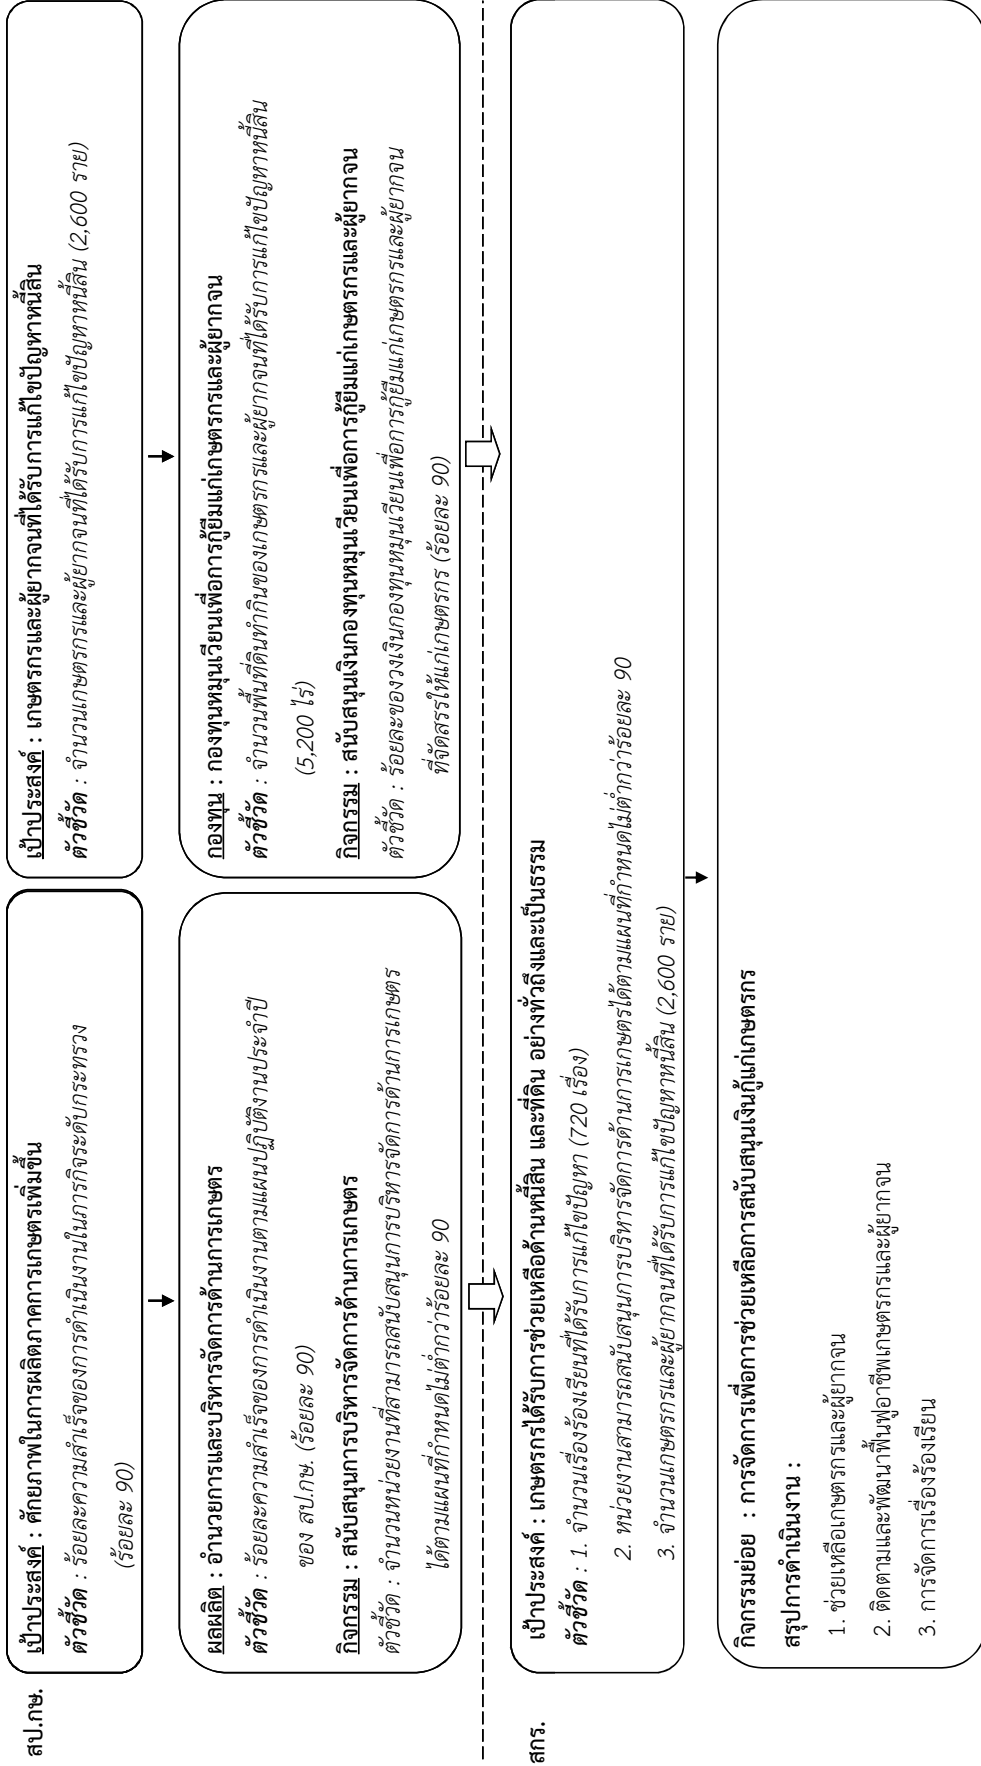 สป.กษ.
เป้าประสงค์ : ศักยภาพในการผลิตภาคการเกษตรเพิ่มขึ้น
ตัวชี้วัด : ร้อยละความสำเร็จของการดำเนินงานในภารกิจระดับกระทรวง
(ร้อยละ 90)
เป้าประสงค์ : เกษตรกรและผู้ยากจนที่ได้รับการแก้ไขปัญหาหนี้สิน
ตัวชี้วัด : จำนวนเกษตรกรและผู้ยากจนที่ได้รับการแก้ไขปัญหาหนี้สิน (2,600 ราย)
ผลผลิต : อำนวยการและบริหารจัดการด้านการเกษตร
ตัวชี้วัด : ร้อยละความสำเร็จของการดำเนินงานตามแผนปฏิบัติงานประจำปี
ของ สป.กษ. (ร้อยละ 90)
กิจกรรม : สนับสนุนการบริหารจัดการด้านการเกษตร
ตัวชี้วัด : จำนวนหน่วยงานที่สามารถสนับสนุนการบริหารจัดการด้านการเกษตร
ได้ตามแผนที่กำหนดไม่ต่ำกว่าร้อยละ 90
กองทุน : กองทุนหมุนเวียนเพื่อการกู้ยืมแก่เกษตรกรและผู้ยากจน
ตัวชี้วัด : จำนวนพื้นที่ดินทำกินของเกษตรกรและผู้ยากจนที่ได้รับการแก้ไขปัญหาหนี้สิน
(5,200 ไร่)
กิจกรรม : สนับสนุนเงินกองทุนหมุนเวียนเพื่อการกู้ยืมแก่เกษตรกรและผู้ยากจน
ตัวชี้วัด : ร้อยละของวงเงินกองทุนหมุนเวียนเพื่อการกู้ยืมแก่เกษตรกรและผู้ยากจน
ที่จัดสรรให้แก่เกษตรกร (ร้อยละ 90)
สกร.
เป้าประสงค์ : เกษตรกรได้รับการช่วยเหลือด้านหนี้สิน และที่ดิน อย่างทั่วถึงและเป็นธรรม
ตัวชี้วัด : 1. จำนวนเรื่องร้องเรียนที่ได้รับการแก้ไขปัญหา (720 เรื่อง)
2. หน่วยงานสามารถสนับสนุนการบริหารจัดการด้านการเกษตรได้ตามแผนที่กำหนดไม่ต่ำกว่าร้อยละ 90
3. จำนวนเกษตรกรและผู้ยากจนที่ได้รับการแก้ไขปัญหาหนี้สิน (2,600 ราย)
กิจกรรมย่อย : การจัดการเพื่อการช่วยเหลือการสนับสนุนเงินกู้แก่เกษตรกร
สรุปการดำเนินงาน :
1. ช่วยเหลือเกษตรกรและผู้ยากจน
2. ติดตามและพัฒนาฟื้นฟูอาชีพเกษตรกรและผู้ยากจน
3. การจัดการเรื่องร้องเรียน